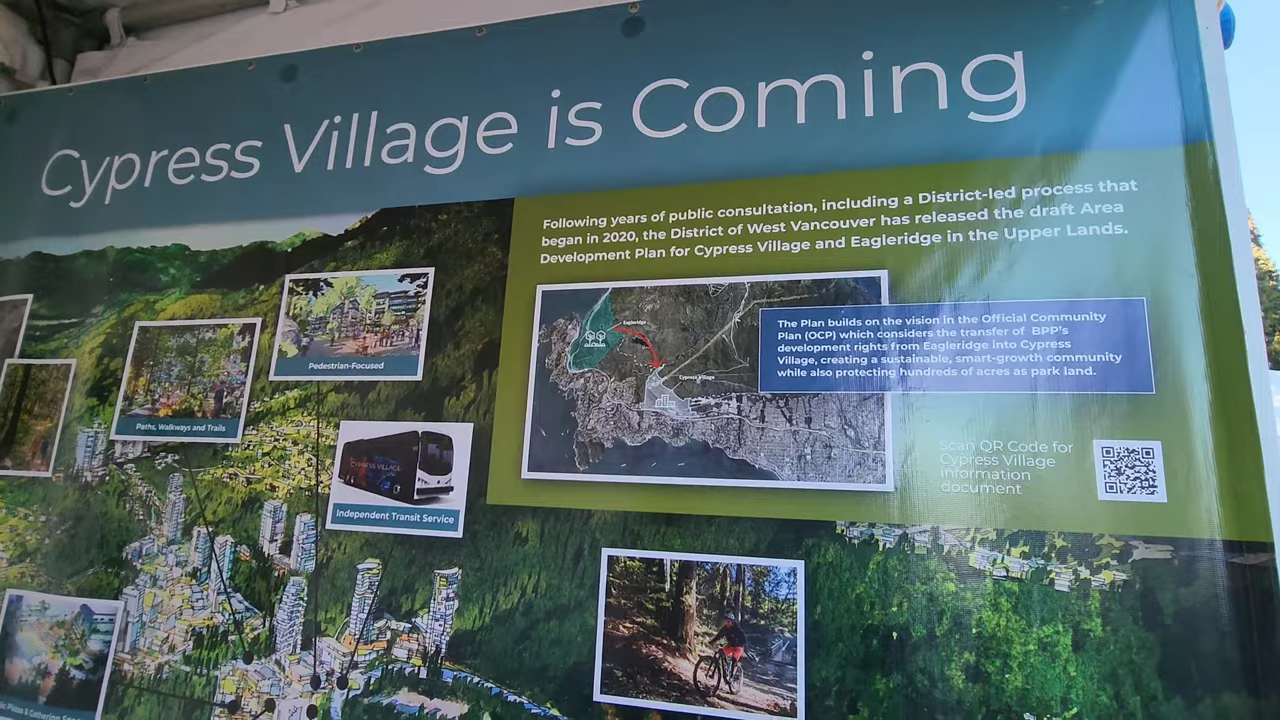 Cypress Village is Coming
Following years of public consultation, including a District-led process that
began in 2020, the District of West Vancouver has released the draft Area
Development Plan for Cypress Village and Eagleridge in the Upper Lands.
Eagleridge
Cypress Village
The Plan builds on the vision in the Official Community
Plan (OCP) which considers the transfer of BPP's
development rights from Eagleridge into Cypress
Village, creating a sustainable, smart-growth community
while also protecting hundreds of acres as park land.
Scan QR Code for
Cypress Village
information
document
Pedestrian-Focused
Paths, Walkways and Trails
CYPRESS VILLAGE
Independent Transit Service
Plaza & Gathering